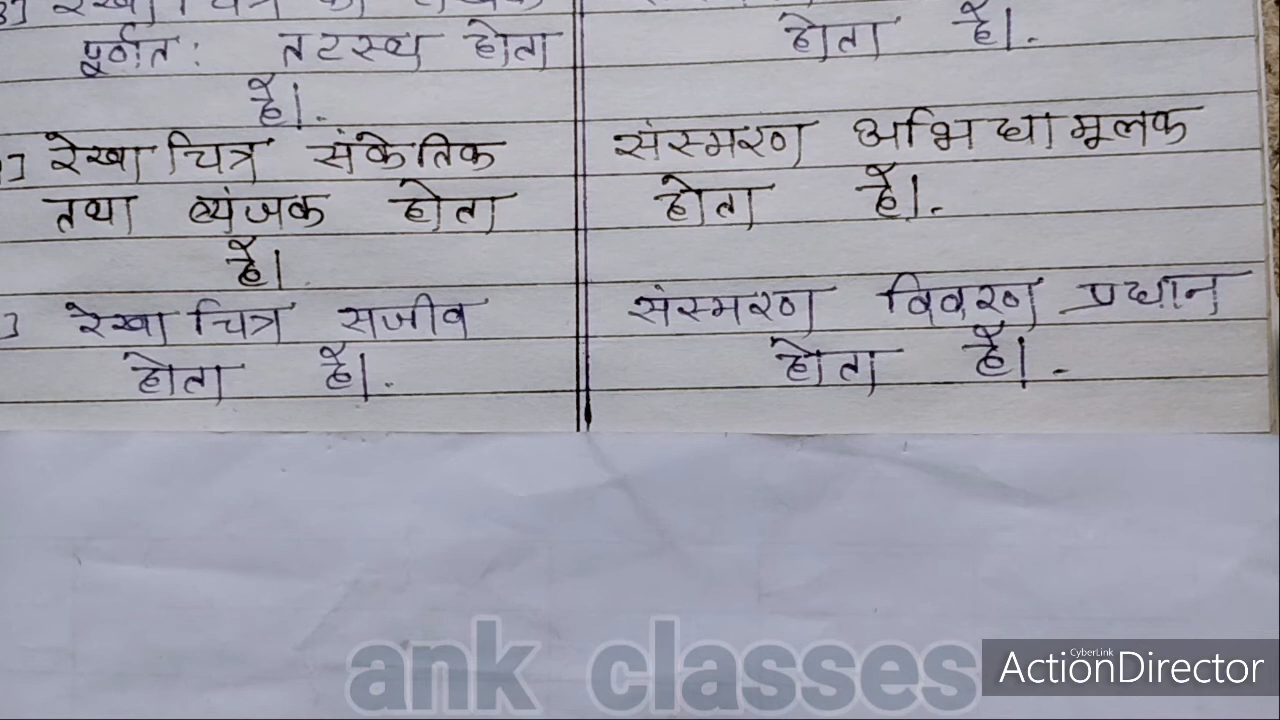 पूर्णत: तटस्थ होता
है।.
होता है।.
रेखाचित्र संकेतिक
तथा व्यंजक होता
है।
संस्मरण अभिधामूलक
होता है।.
रेखाचित्र सजीव
होता है।.
संस्मरण विवरण प्रधान
होता है।.
ank classes
CyberLink
ActionDirector